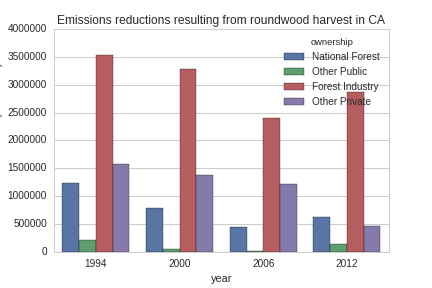 Emissions reductions resulting from roundwood harvest in CA
4000000
3500000
3000000
2500000
2000000
1500000
1000000
500000
0
ownership
National Forest
Other Public
Forest Industry
Other Private
1994
2000
2006
2012
year